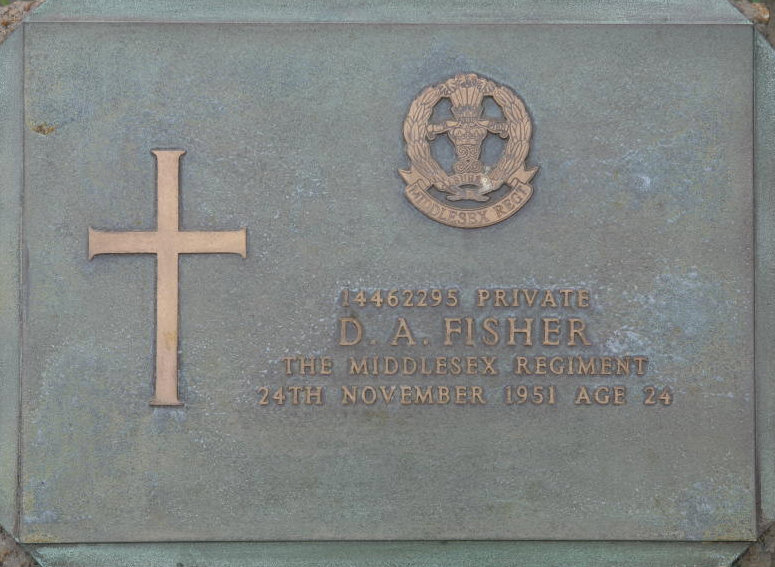 MIDDLESEX REGT
14462295 PRIVATE
D. A. FISHER
THE MIDDLESEX REGIMENT
24TH NOVEMBER 1951 AGE 24